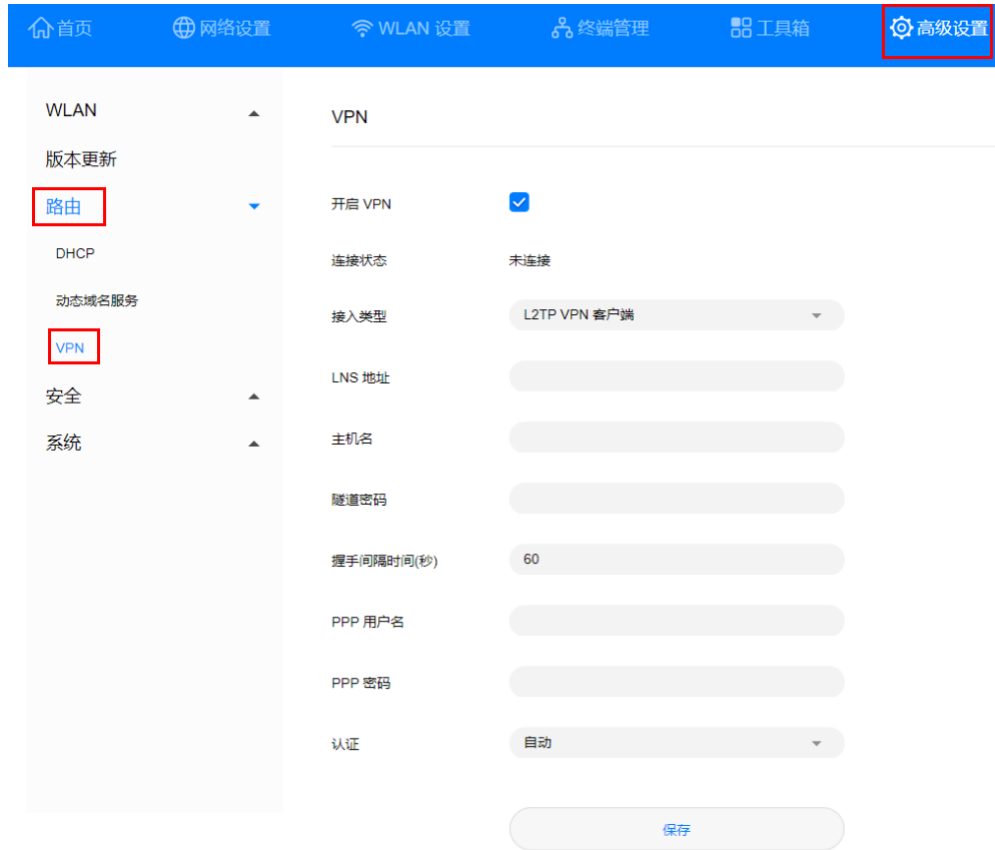 首页 网络设置 WLAN 设置 终端管理 工具箱 高级设置
WLAN
版本更新
路由
DHCP
动态域名服务
VPN
安全
系统
VPN
开启 VPN
连接状态 未连接
接入类型 L2TP VPN 客户端
LNS 地址
主机名
隧道密码
握手间隔时间(秒) 60
PPP 用户名
PPP 密码
认证 自动
保存